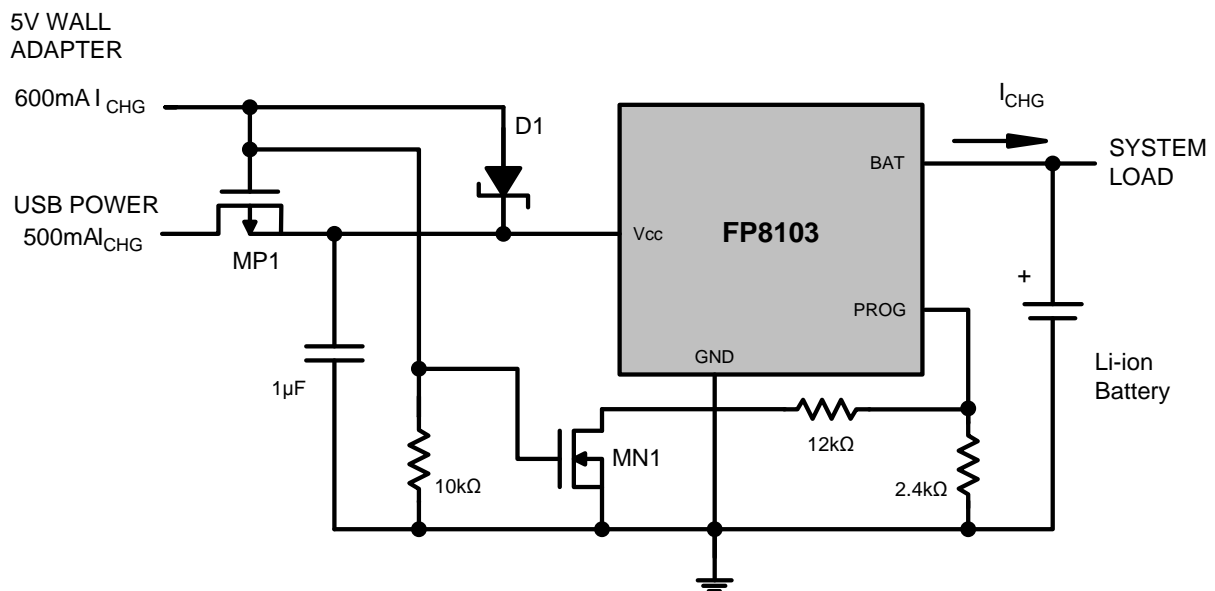 5V WALL
ADAPTER
600mA I CHG
D1
ICHG
USB POWER
500mAICHG
MP1
Vcc
FP8103
BAT
SYSTEM
LOAD
PROG
GND
+
1µF
Li-ion
Battery
12kΩ
MN1
10kΩ
2.4kΩ